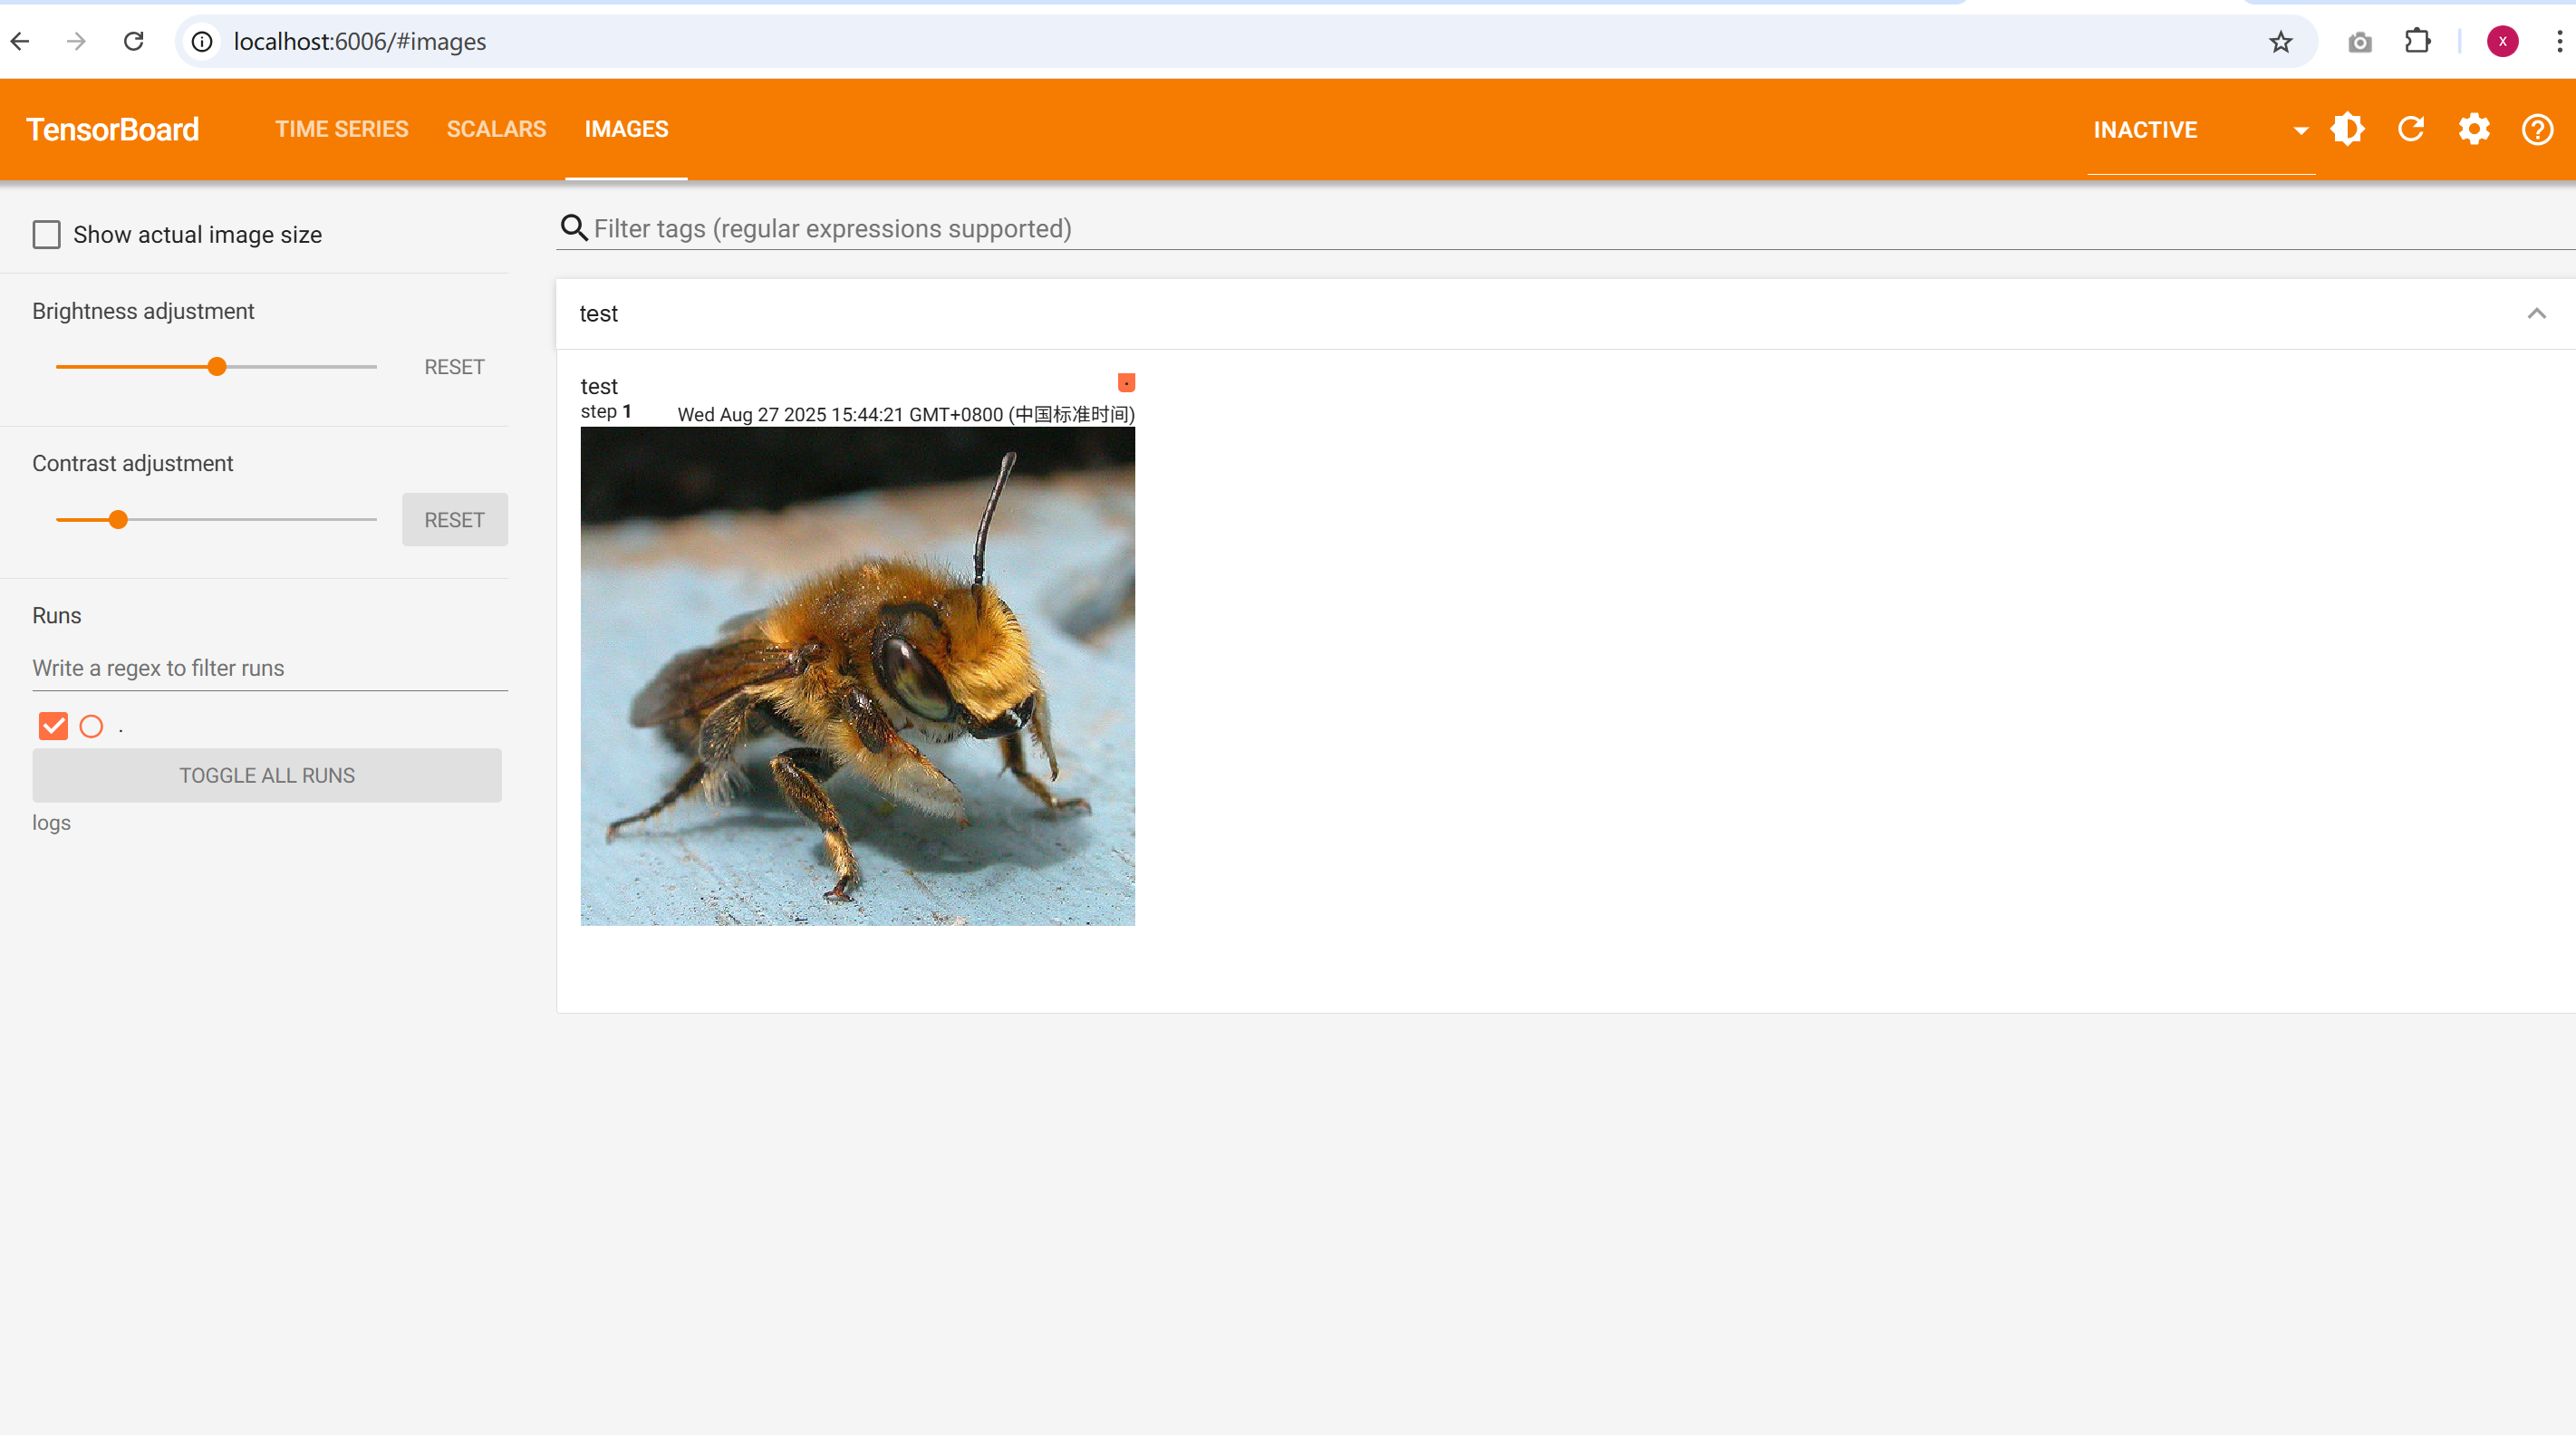 localhost:6006/#images
X
TensorBoard
TIME SERIES
SCALARS
IMAGES
INACTIVE
Show actual image size
Filter tags (regular expressions supported)
Brightness adjustment
RESET
Contrast adjustment
RESET
Runs
Write a regex to filter runs
.
TOGGLE ALL RUNS
logs
test
test
.
step 1
Wed Aug 27 2025 15:44:21 GMT+0800 (中国标准时间)